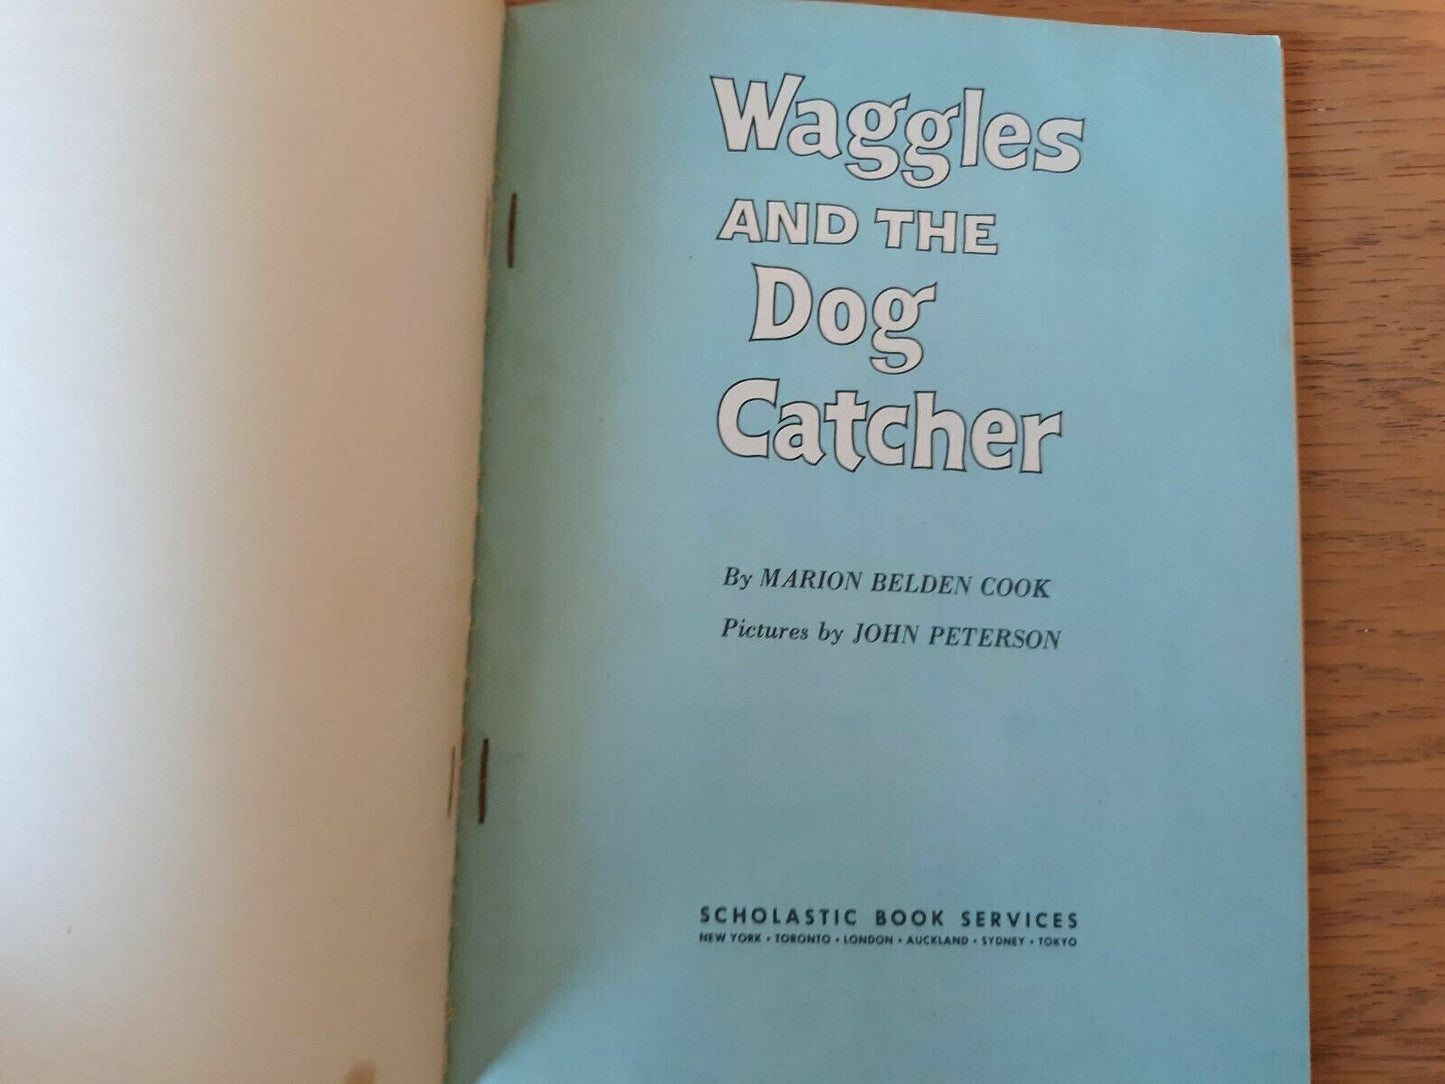 Waggles
AND THE
Dog
Catcher
By MARION BELDEN COOK
Pictures by JOHN PETERSON
SCHOLASTIC BOOK SERVICES
NEW YORK • TORONTO • LONDON • AUCKLAND • SYDNEY • TOKYO